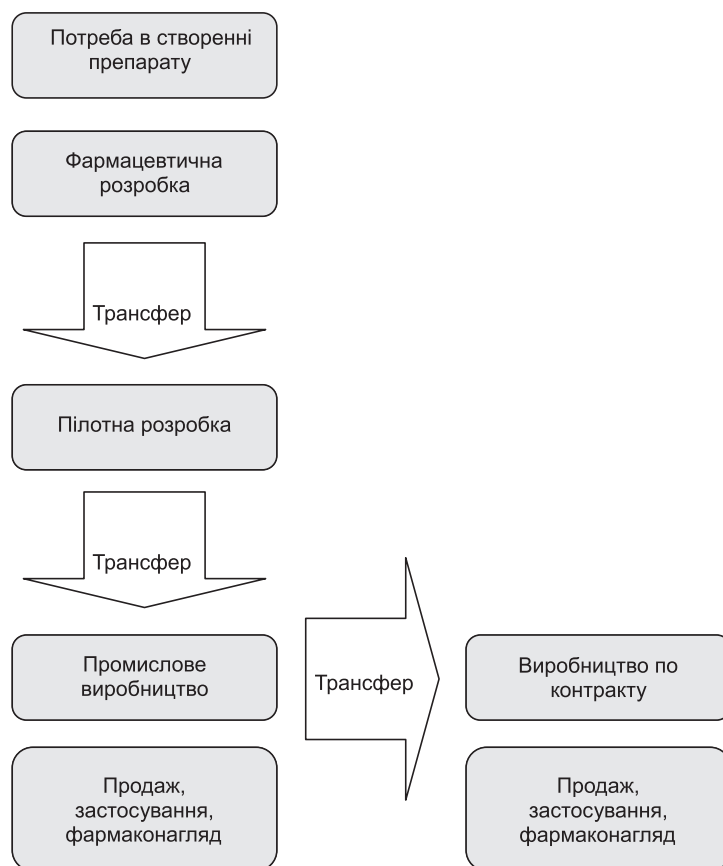 Потреба в створенні
препарату
Фармацевтична
розробка
Трансфер
Пілотна розробка
Трансфер
Промислове
виробництво
Трансфер
Виробництво по
контракту
Продаж,
застосування,
фармаконагляд
Продаж,
застосування,
фармаконагляд